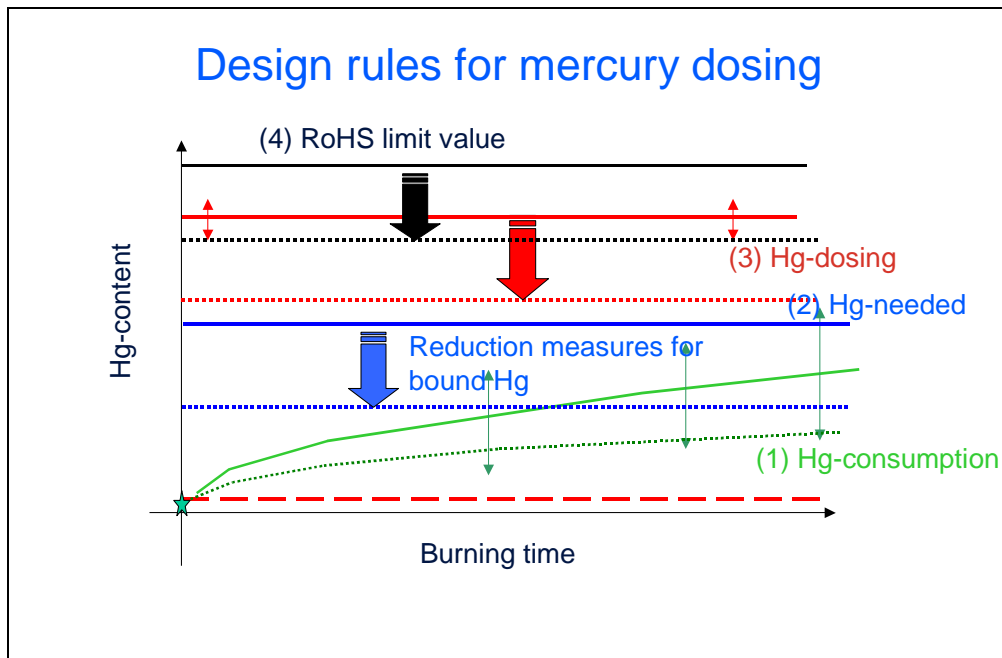 Design rules for mercury dosing
(4) RoHS limit value
Hg-content
(3) Hg-dosing
(2) Hg-needed
Reduction measures for
bound Hg
(1) Hg-consumption
Burning time